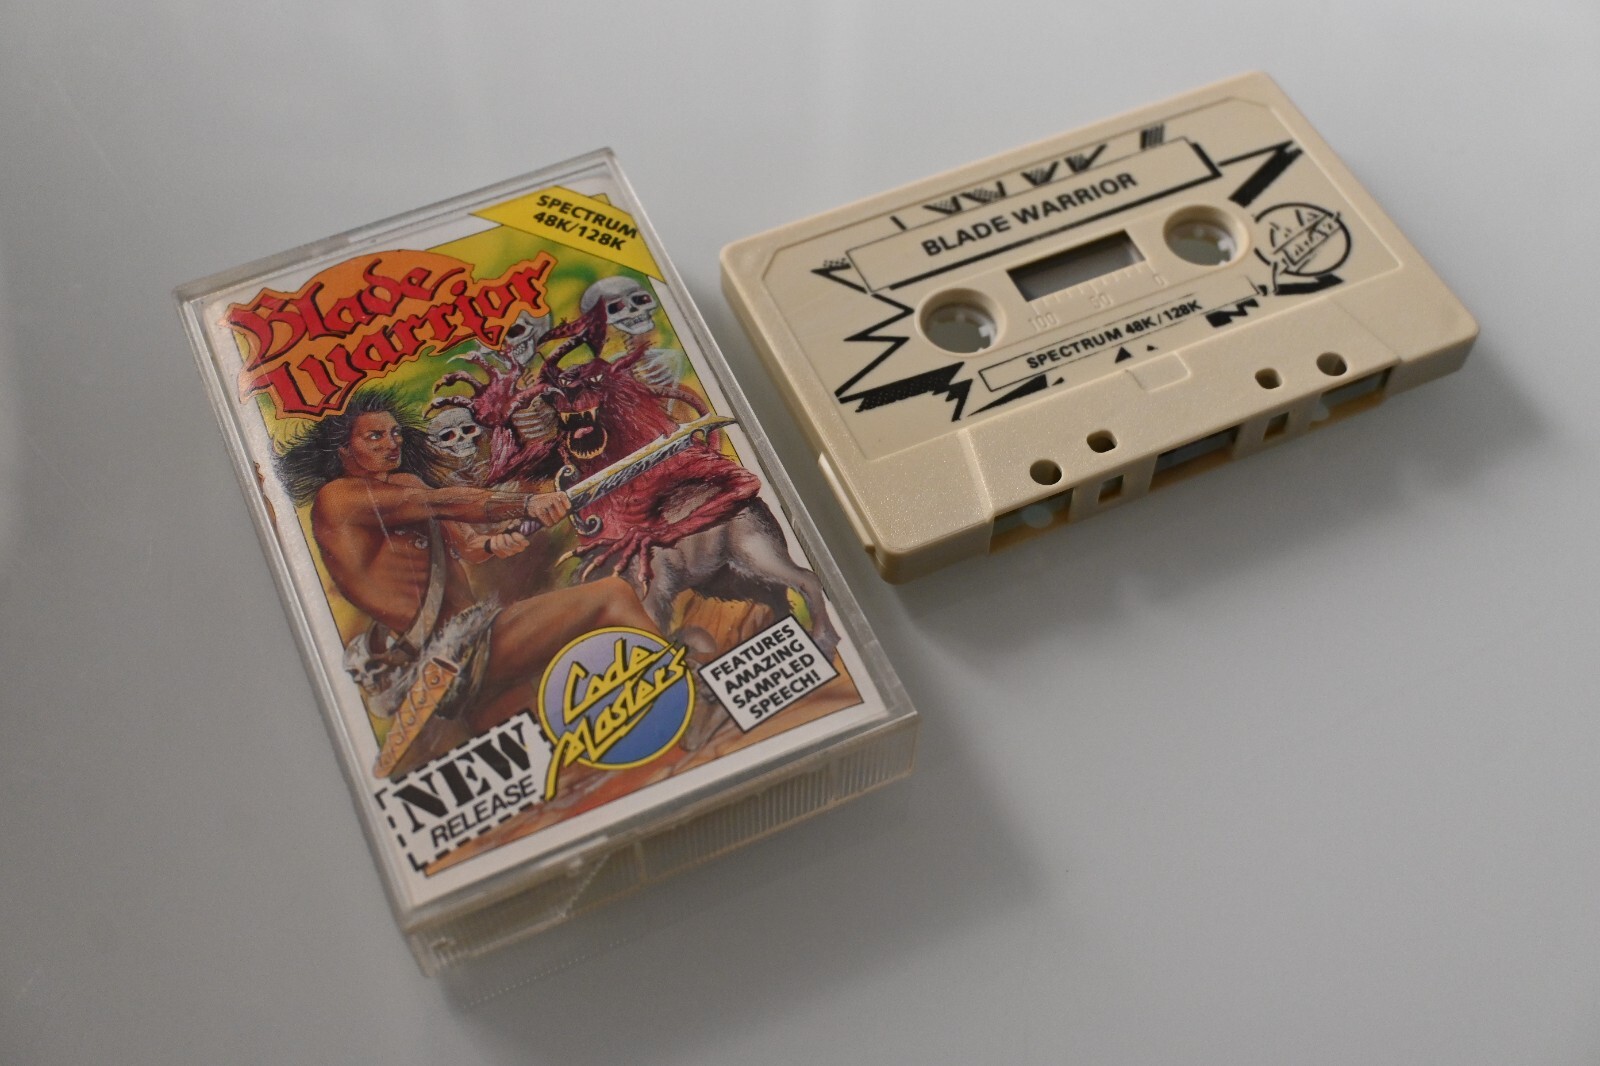 SPECTRUM
48K/128K
Blade
Warrior
Code
Masters
FEATURES
AMAZING
SAMPLED
SPEECH!
NEW
RELEASE
BLADE WARRIOR
100 50 0
SPECTRUM 48K/128K